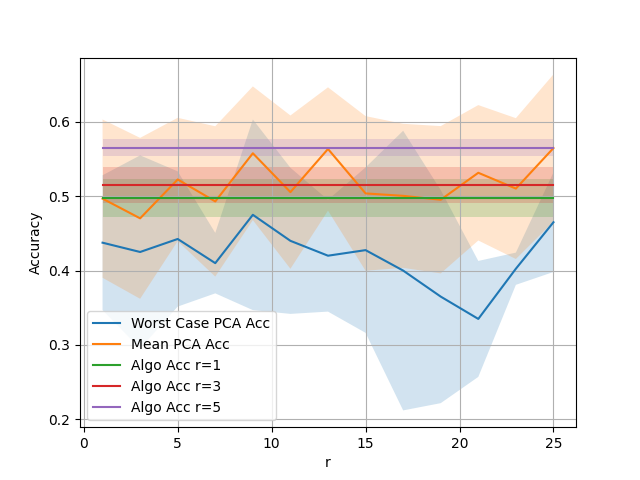 0.6
0.5
0.4
0.3
0.2
Accuracy
Worst Case PCA Acc
Mean PCA Acc
Algo Acc r=1
Algo Acc r=3
Algo Acc r=5
0 5 10 15 20 25
r